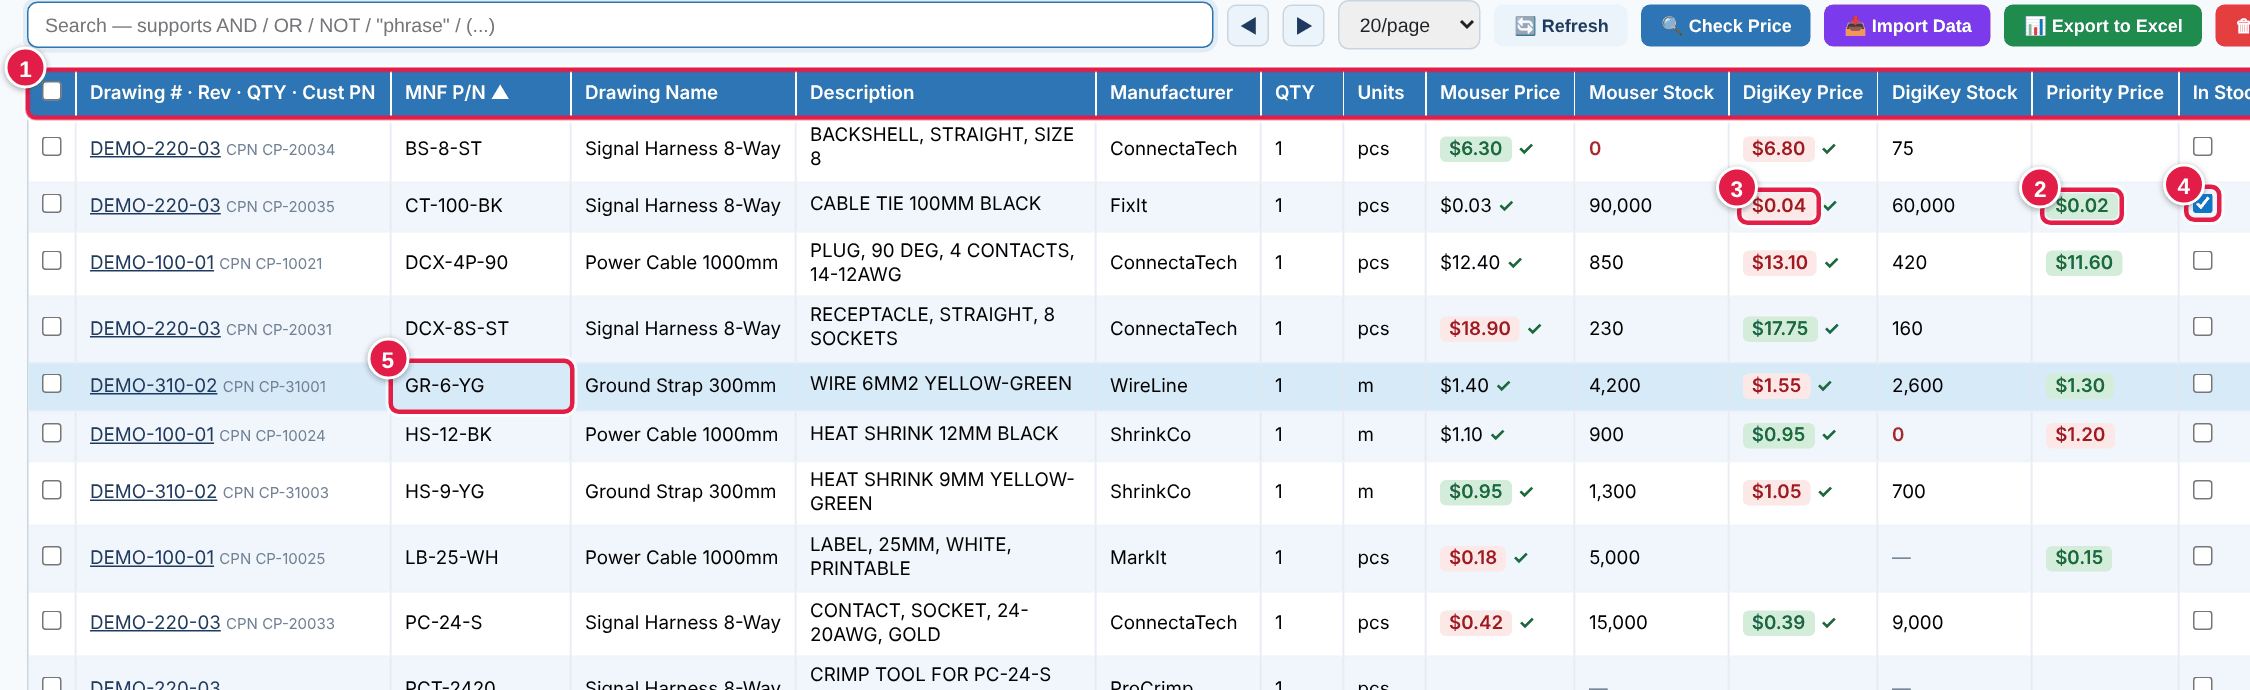 Search — supports AND / OR / NOT / "phrase" / (...)
◀ ▶ 20/page Refresh Check Price Import Data Export to Excel
1
Drawing # · Rev · QTY · Cust PN MNF P/N ▲ Drawing Name Description Manufacturer QTY Units Mouser Price Mouser Stock DigiKey Price DigiKey Stock Priority Price In
DEMO-220-03 CPN CP-20034 BS-8-ST Signal Harness 8-Way BACKSHELL, STRAIGHT, SIZE
8 ConnectaTech 1 pcs $6.30 ✓ 0 $6.80 ✓ 75
3 2 4
DEMO-220-03 CPN CP-20035 CT-100-BK Signal Harness 8-Way CABLE TIE 100MM BLACK FixIt 1 pcs $0.03 ✓ 90,000 $0.04 ✓ 60,000 $0.02
DEMO-100-01 CPN CP-10021 DCX-4P-90 Power Cable 1000mm PLUG, 90 DEG, 4 CONTACTS,
14-12AWG ConnectaTech 1 pcs $12.40 ✓ 850 $13.10 ✓ 420 $11.60
DEMO-220-03 CPN CP-20031 DCX-8S-ST Signal Harness 8-Way RECEPTACLE, STRAIGHT, 8
SOCKETS ConnectaTech 1 pcs $18.90 ✓ 230 $17.75 ✓ 160
5
DEMO-310-02 CPN CP-31001 GR-6-YG Ground Strap 300mm WIRE 6MM2 YELLOW-GREEN WireLine 1 m $1.40 ✓ 4,200 $1.55 ✓ 2,600 $1.30
DEMO-100-01 CPN CP-10024 HS-12-BK Power Cable 1000mm HEAT SHRINK 12MM BLACK ShrinkCo 1 m $1.10 ✓ 900 $0.95 ✓ 0 $1.20
DEMO-310-02 CPN CP-31003 HS-9-YG Ground Strap 300mm HEAT SHRINK 9MM YELLOW-
GREEN ShrinkCo 1 m $0.95 ✓ 1,300 $1.05 ✓ 700
DEMO-100-01 CPN CP-10025 LB-25-WH Power Cable 1000mm LABEL, 25MM, WHITE,
PRINTABLE MarkIt 1 pcs $0.18 ✓ 5,000 — $0.15
DEMO-220-03 CPN CP-20033 PC-24-S Signal Harness 8-Way CONTACT, SOCKET, 24-
20AWG, GOLD ConnectaTech 1 pcs $0.42 ✓ 15,000 $0.39 ✓ 9,000
DEMO-220-03 PCT-2420 Signal Harness 8-Way CRIMP TOOL FOR PC-24-S ProCrimp 1 pcs — —